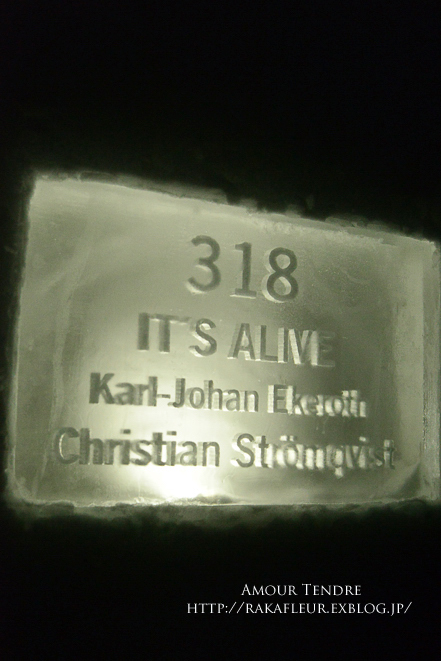 318
IT´S ALIVE
Karl-Johan Ekeroth
Christian Strömqvist
AMOUR TENDRE
HTTP://RAKAFLEUR.EXBLOG.JP/